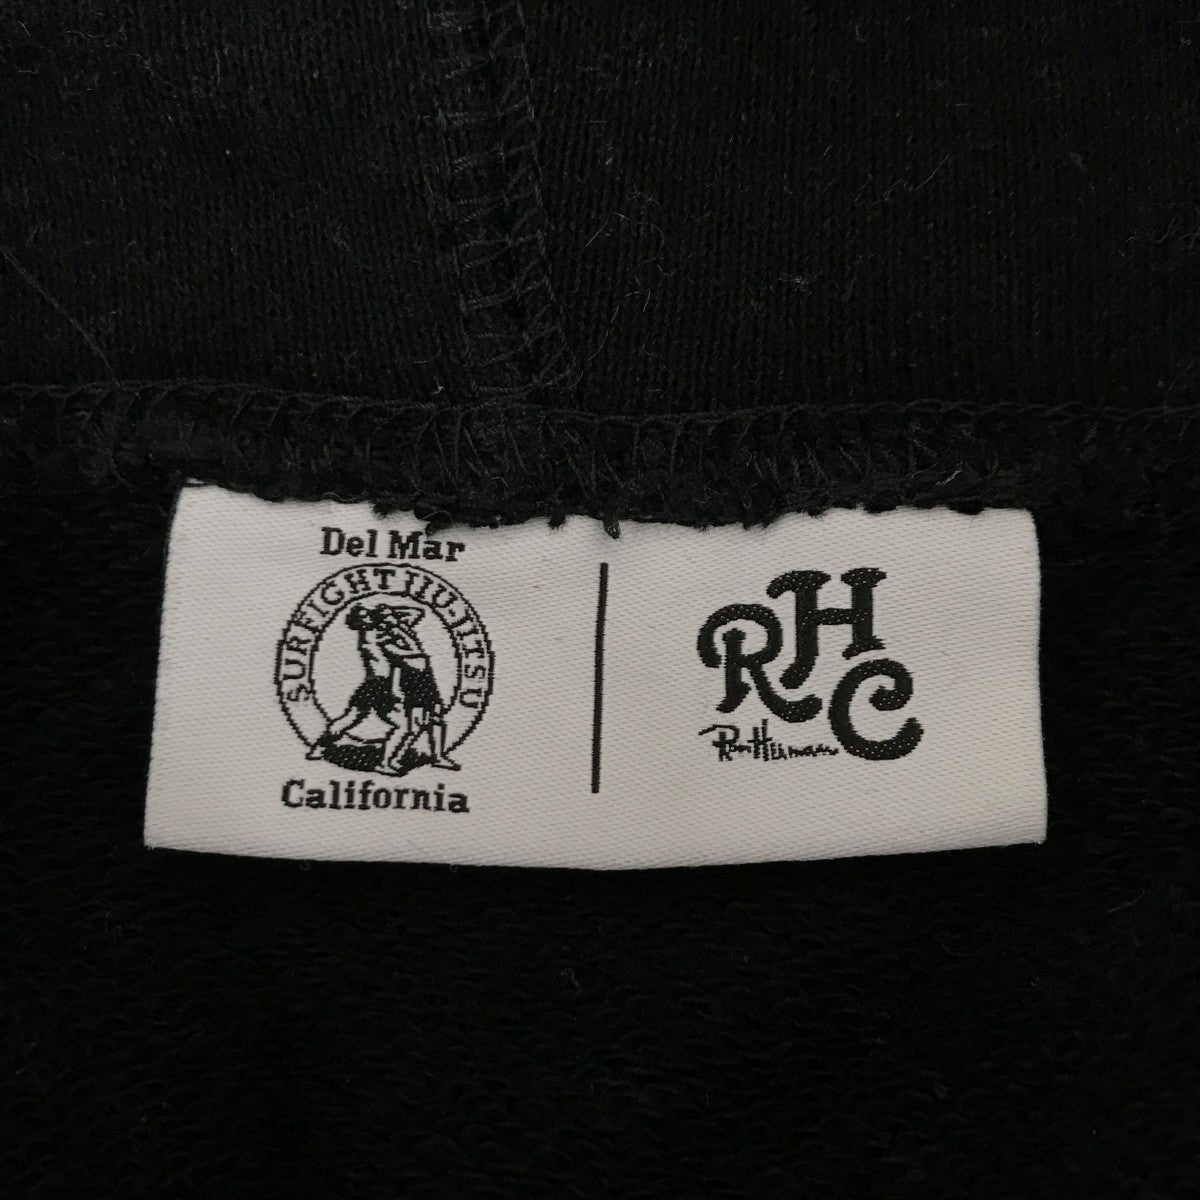 Del Mar
SURFIGHT JIU-JITSU
California
RHC
Ron Herman